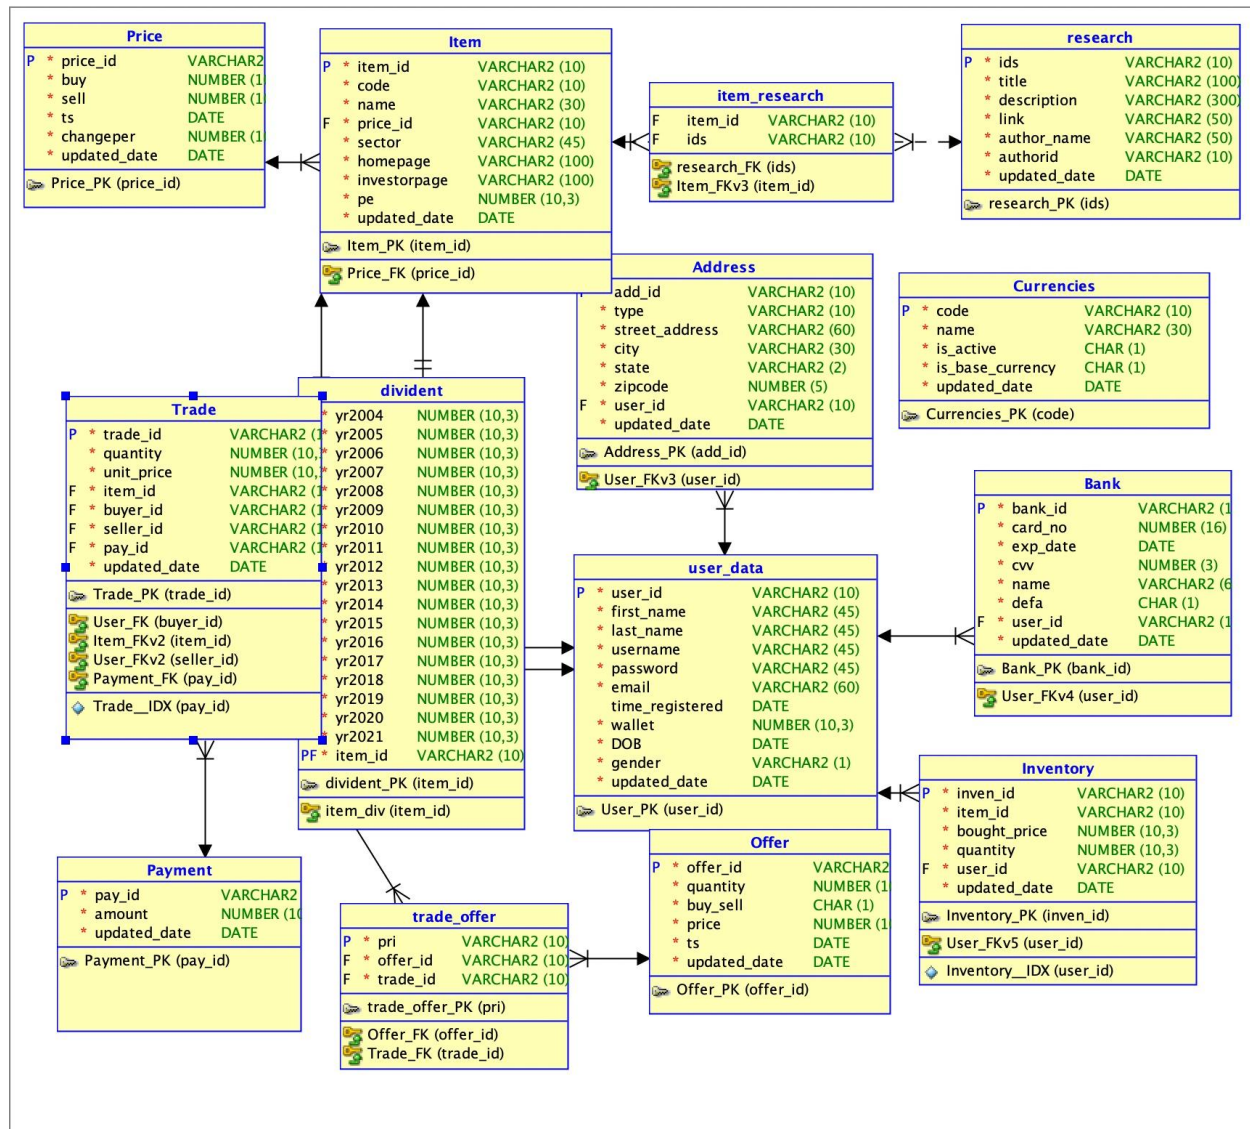 Price
P * price_id VARCHAR2
* buy NUMBER (1
* sell NUMBER (1
* ts DATE
* changeper NUMBER (1
* updated_date DATE
Price_PK (price_id)
Item
P * item_id VARCHAR2 (10)
* code VARCHAR2 (10)
* name VARCHAR2 (30)
F * price_id VARCHAR2 (10)
* sector VARCHAR2 (45)
* homepage VARCHAR2 (100)
* investorpage VARCHAR2 (100)
* pe NUMBER (10,3)
* updated_date DATE
Item_PK (item_id)
Price_FK (price_id)
item_research
F item_id VARCHAR2 (10)
F ids VARCHAR2 (10)
research_FK (ids)
Item_FKv3 (item_id)
research
P * ids VARCHAR2 (10)
* title VARCHAR2 (100)
* description VARCHAR2 (300)
* link VARCHAR2 (50)
* author_name VARCHAR2 (50)
* authorid VARCHAR2 (10)
* updated_date DATE
research_PK (ids)
Address
add_id VARCHAR2 (10)
* type VARCHAR2 (10)
* street_address VARCHAR2 (60)
* city VARCHAR2 (30)
* state VARCHAR2 (2)
* zipcode NUMBER (5)
F * user_id VARCHAR2 (10)
* updated_date DATE
Address_PK (add_id)
User_FKv3 (user_id)
Currencies
P * code VARCHAR2 (10)
* name VARCHAR2 (30)
* is_active CHAR (1)
* is_base_currency CHAR (1)
* updated_date DATE
Currencies_PK (code)
Trade
P * trade_id VARCHAR2 (1
* quantity NUMBER (10,
* unit_price NUMBER (10,
F * item_id VARCHAR2 (1
F * buyer_id VARCHAR2 (1
F * seller_id VARCHAR2 (1
F * pay_id VARCHAR2 (1
* updated_date DATE
Trade_PK (trade_id)
User_FK (buyer_id)
Item_FKv2 (item_id)
User_FKv2 (seller_id)
Payment_FK (pay_id)
Trade__IDX (pay_id)
divident
* yr2004 NUMBER (10,3)
* yr2005 NUMBER (10,3)
* yr2006 NUMBER (10,3)
* yr2007 NUMBER (10,3)
* yr2008 NUMBER (10,3)
* yr2009 NUMBER (10,3)
* yr2010 NUMBER (10,3)
* yr2011 NUMBER (10,3)
* yr2012 NUMBER (10,3)
* yr2013 NUMBER (10,3)
* yr2014 NUMBER (10,3)
* yr2015 NUMBER (10,3)
* yr2016 NUMBER (10,3)
* yr2017 NUMBER (10,3)
* yr2018 NUMBER (10,3)
* yr2019 NUMBER (10,3)
* yr2020 NUMBER (10,3)
* yr2021 NUMBER (10,3)
PF * item_id VARCHAR2 (10)
divident_PK (item_id)
item_div (item_id)
user_data
P * user_id VARCHAR2 (10)
* first_name VARCHAR2 (45)
* last_name VARCHAR2 (45)
* username VARCHAR2 (45)
* password VARCHAR2 (45)
* email VARCHAR2 (60)
time_registered DATE
* wallet NUMBER (10,3)
* DOB DATE
* gender VARCHAR2 (1)
* updated_date DATE
User_PK (user_id)
Bank
P * bank_id VARCHAR2 (1
* card_no NUMBER (16)
* exp_date DATE
* cvv NUMBER (3)
* name VARCHAR2 (6
* defa CHAR (1)
F * user_id VARCHAR2 (1
* updated_date DATE
Bank_PK (bank_id)
User_FKv4 (user_id)
Inventory
P * inven_id VARCHAR2 (10)
* item_id VARCHAR2 (10)
* bought_price NUMBER (10,3)
* quantity NUMBER (10,3)
F * user_id VARCHAR2 (10)
* updated_date DATE
Inventory_PK (inven_id)
User_FKv5 (user_id)
Inventory__IDX (user_id)
Payment
P * pay_id VARCHAR2
* amount NUMBER (10
* updated_date DATE
Payment_PK (pay_id)
trade_offer
P * pri VARCHAR2 (10)
F * offer_id VARCHAR2 (10)
F * trade_id VARCHAR2 (10)
trade_offer_PK (pri)
Offer_FK (offer_id)
Trade_FK (trade_id)
Offer
P * offer_id VARCHAR2
* quantity NUMBER (1
* buy_sell CHAR (1)
* price NUMBER (1
* ts DATE
* updated_date DATE
Offer_PK (offer_id)